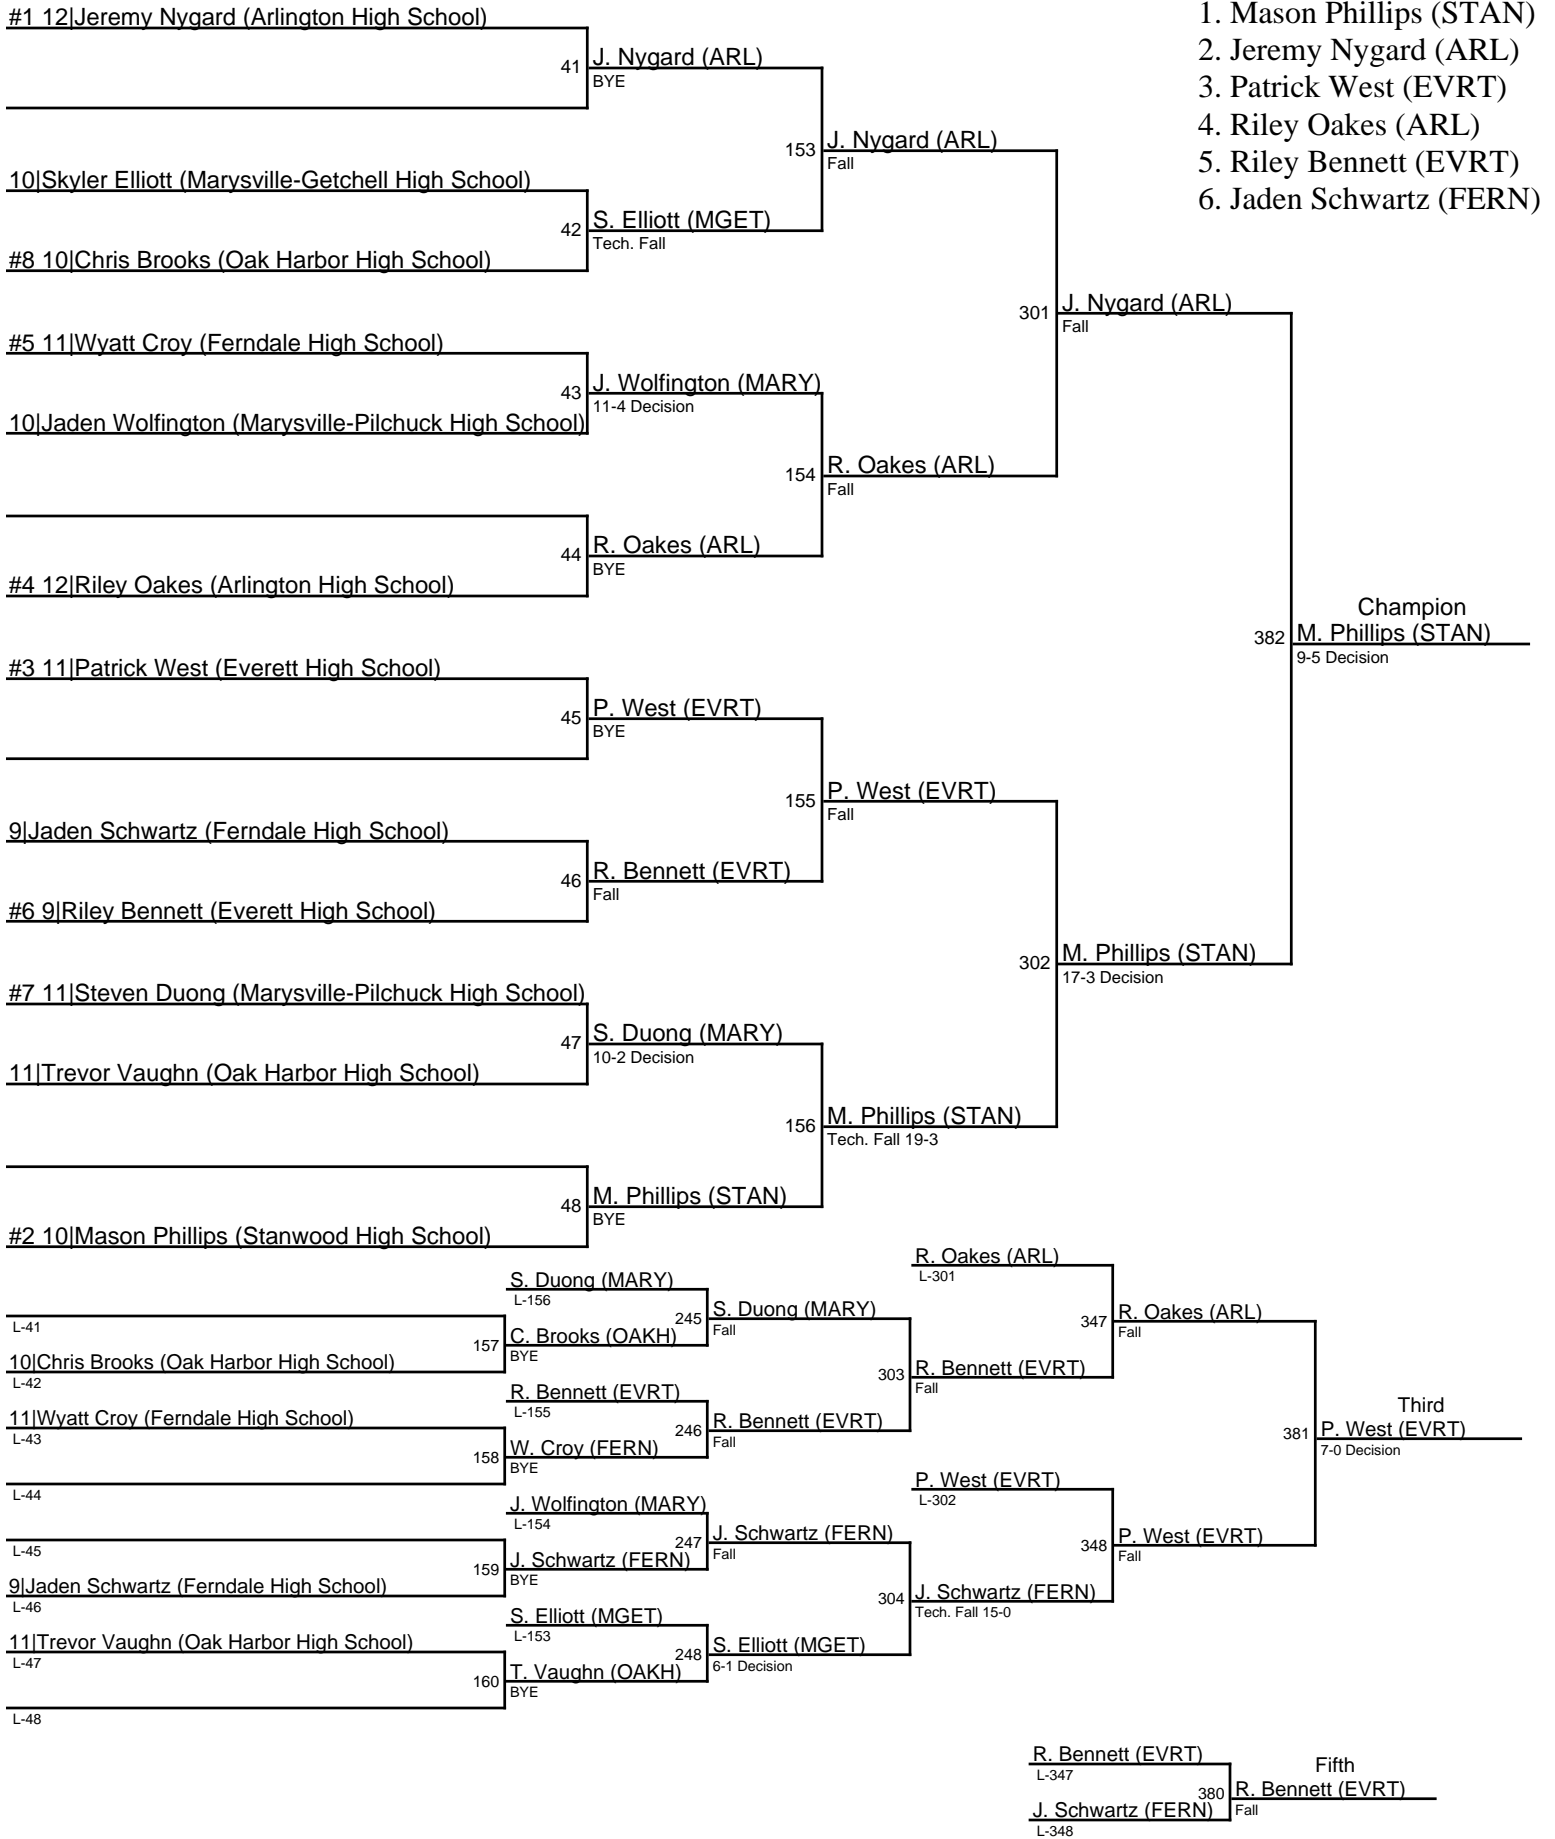 #1 12|Jeremy Nygard (Arlington High School)
41
J. Nygard (ARL)
BYE
153
J. Nygard (ARL)
Fall
10|Skyler Elliott (Marysville-Getchell High School)
42
S. Elliott (MGET)
Tech. Fall
#8 10|Chris Brooks (Oak Harbor High School)
301
J. Nygard (ARL)
Fall
#5 11|Wyatt Croy (Ferndale High School)
43
J. Wolfington (MARY)
11-4 Decision
10|Jaden Wolfington (Marysville-Pilchuck High School)
154
R. Oakes (ARL)
Fall
44
R. Oakes (ARL)
BYE
#4 12|Riley Oakes (Arlington High School)
1. Mason Phillips (STAN)
2. Jeremy Nygard (ARL)
3. Patrick West (EVRT)
4. Riley Oakes (ARL)
5. Riley Bennett (EVRT)
6. Jaden Schwartz (FERN)
Champion
382
M. Phillips (STAN)
9-5 Decision
#3 11|Patrick West (Everett High School)
45
P. West (EVRT)
BYE
155
P. West (EVRT)
Fall
9|Jaden Schwartz (Ferndale High School)
46
R. Bennett (EVRT)
Fall
#6 9|Riley Bennett (Everett High School)
302
M. Phillips (STAN)
17-3 Decision
#7 11|Steven Duong (Marysville-Pilchuck High School)
47
S. Duong (MARY)
10-2 Decision
11|Trevor Vaughn (Oak Harbor High School)
156
M. Phillips (STAN)
Tech. Fall 19-3
48
M. Phillips (STAN)
BYE
#2 10|Mason Phillips (Stanwood High School)
S. Duong (MARY)
L-156
L-41
157
C. Brooks (OAKH)
BYE
10|Chris Brooks (Oak Harbor High School)
L-42
245
S. Duong (MARY)
Fall
R. Bennett (EVRT)
L-155
11|Wyatt Croy (Ferndale High School)
L-43
158
W. Croy (FERN)
BYE
L-44
246
R. Bennett (EVRT)
Fall
303
R. Bennett (EVRT)
Fall
R. Oakes (ARL)
L-301
347
R. Oakes (ARL)
Fall
J. Wolfington (MARY)
L-154
L-45
159
J. Schwartz (FERN)
BYE
9|Jaden Schwartz (Ferndale High School)
L-46
247
J. Schwartz (FERN)
Fall
S. Elliott (MGET)
L-153
11|Trevor Vaughn (Oak Harbor High School)
L-47
160
T. Vaughn (OAKH)
BYE
L-48
248
S. Elliott (MGET)
6-1 Decision
304
J. Schwartz (FERN)
Tech. Fall 15-0
P. West (EVRT)
L-302
348
P. West (EVRT)
Fall
Third
381
P. West (EVRT)
7-0 Decision
R. Bennett (EVRT)
L-347
J. Schwartz (FERN)
L-348
380
Fifth
R. Bennett (EVRT)
Fall